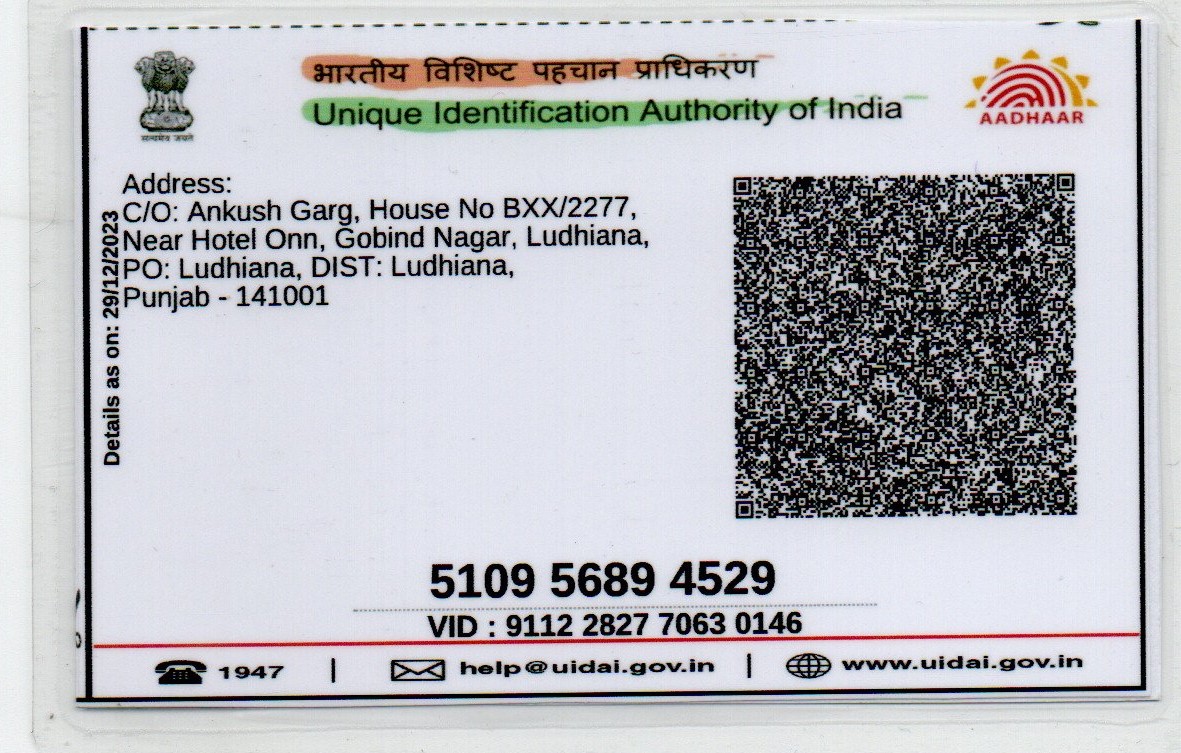 भारतीय विशिष्ट पहचान प्राधिकरण
Unique Identification Authority of India
सत्यमेव जयते
AADHAAR
Address:
C/O: Ankush Garg, House No BXX/2277,
Near Hotel Onn, Gobind Nagar, Ludhiana,
PO: Ludhiana, DIST: Ludhiana,
Punjab - 141001
Details as on: 29/12/2023
5109 5689 4529
VID : 9112 2827 7063 0146
1947 | help@uidai.gov.in | www.uidai.gov.in